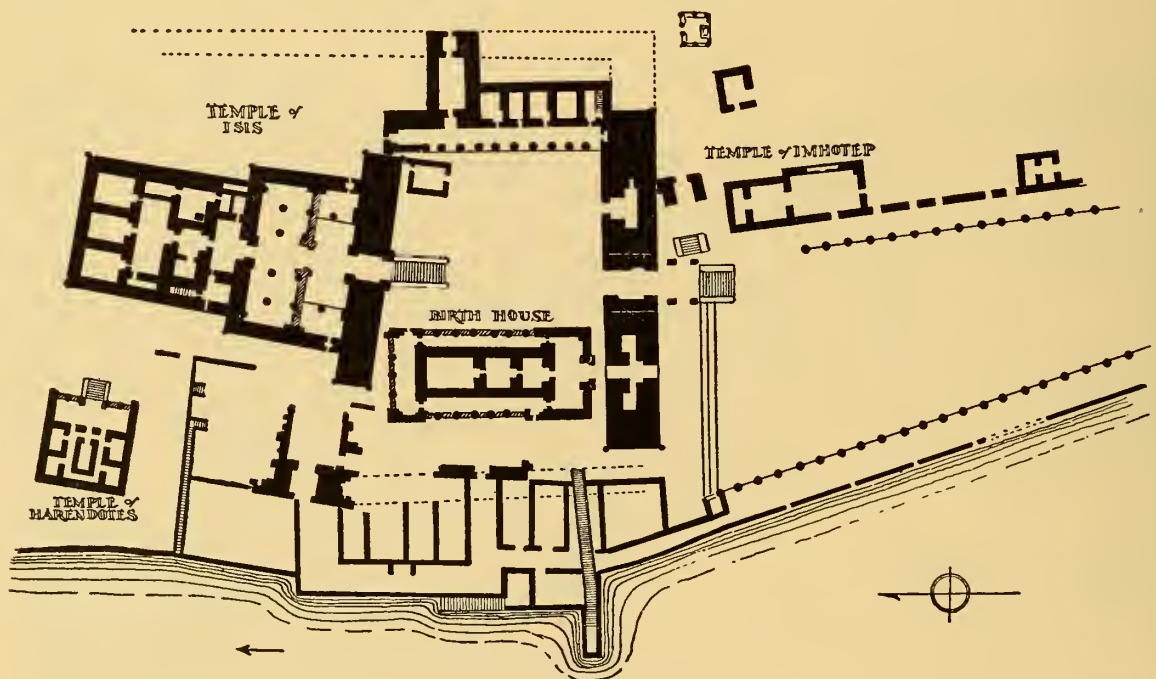 TEMPLE of
ISIS
TEMPLE of IMHOTEP
BIRTH HOUSE
TEMPLE of
HARENDOTES